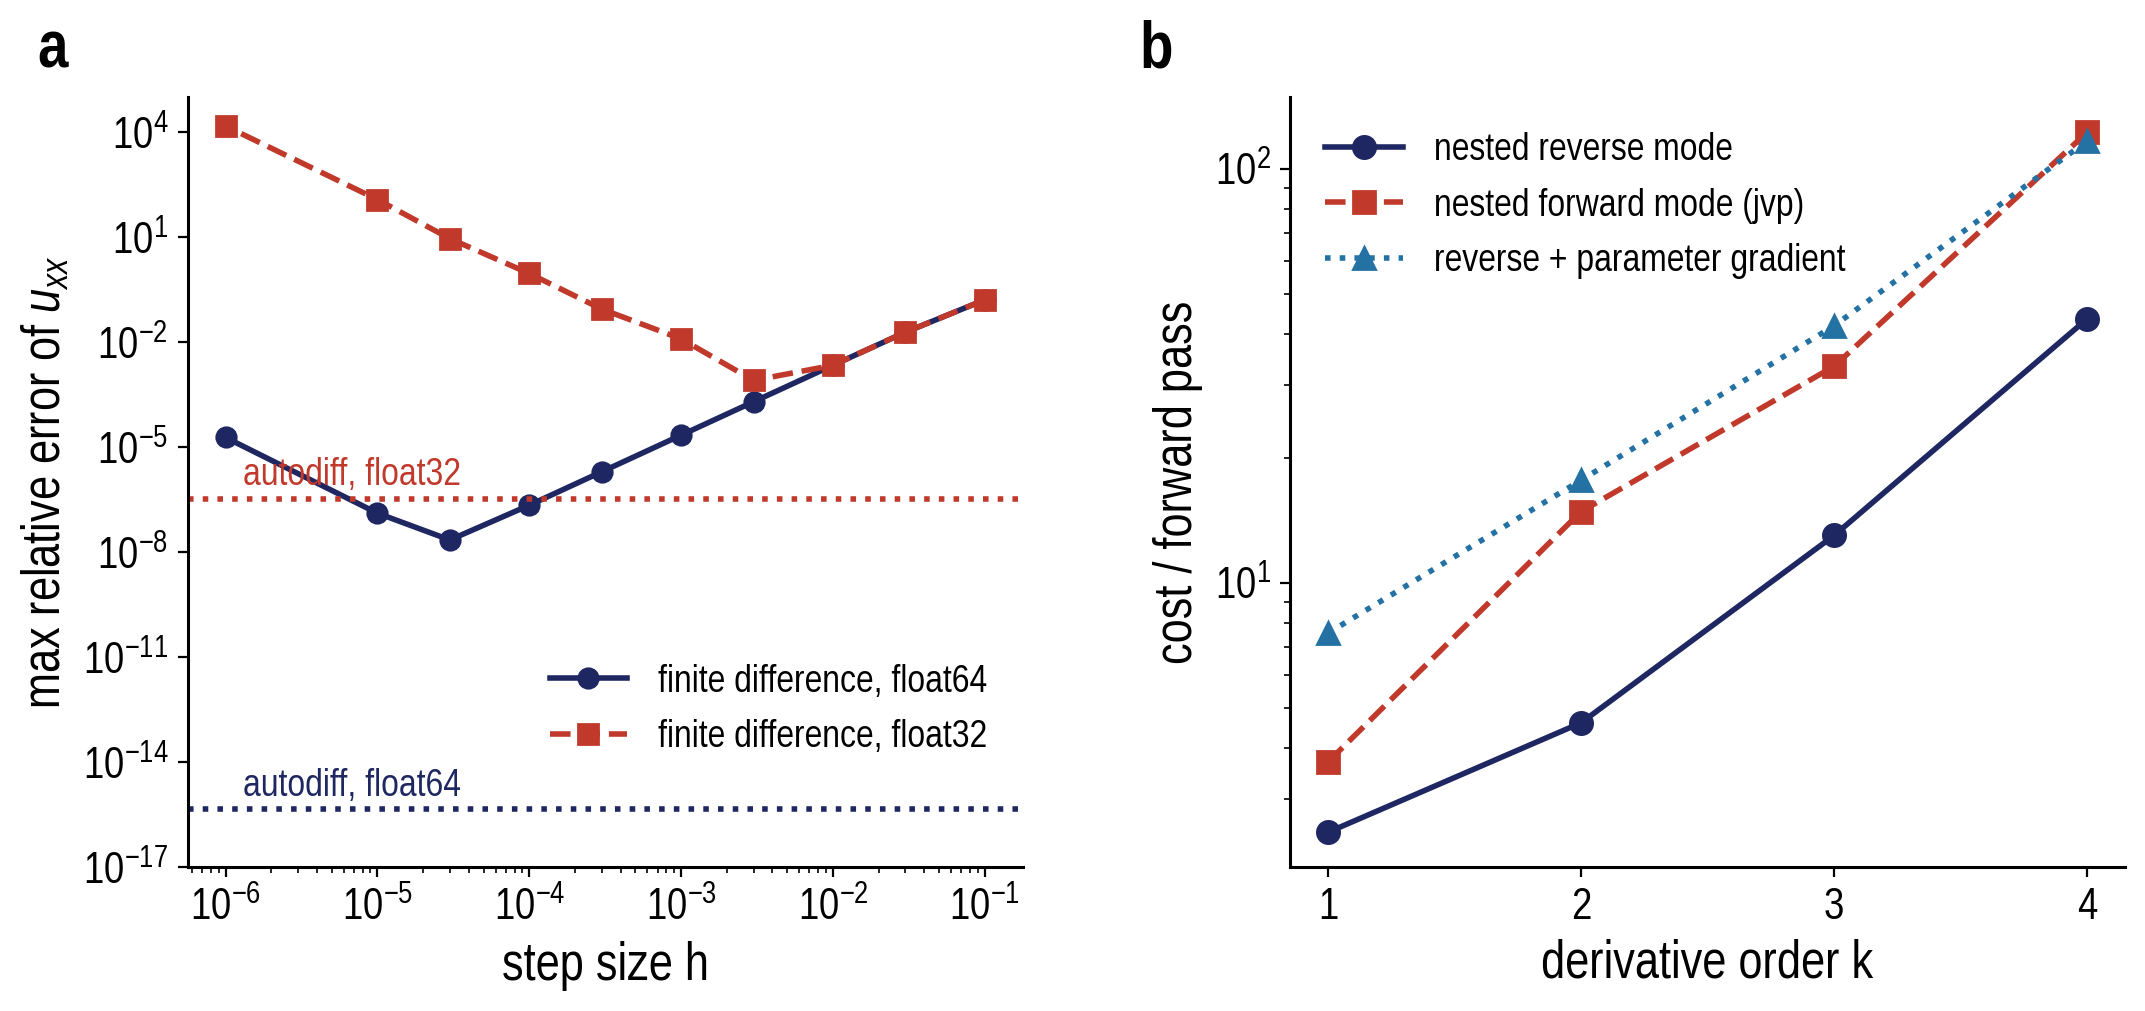 a
max relative error of u_xx
10^4
10^1
10^−2
10^−5
10^−8
10^−11
10^−14
10^−17
autodiff, float32
finite difference, float64
finite difference, float32
autodiff, float64
10^−6 10^−5 10^−4 10^−3 10^−2 10^−1
step size h
b
cost / forward pass
10^2
10^1
nested reverse mode
nested forward mode (jvp)
reverse + parameter gradient
1 2 3 4
derivative order k